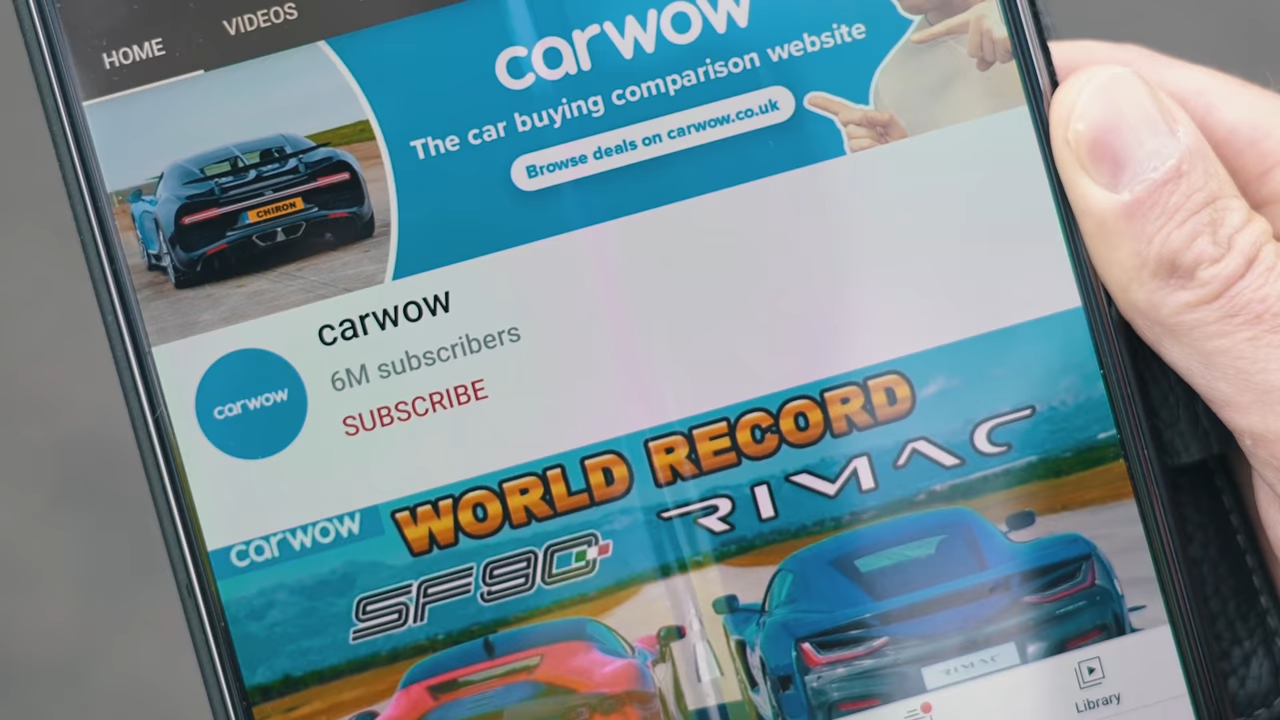 HOME
VIDEOS
carwow
The car buying comparison website
Browse deals on carwow.co.uk
CHIRON
carwow
6M subscribers
carwow
SUBSCRIBE
WORLD RECORD
carwow
RIMAC
SF90
RIMAC
Library